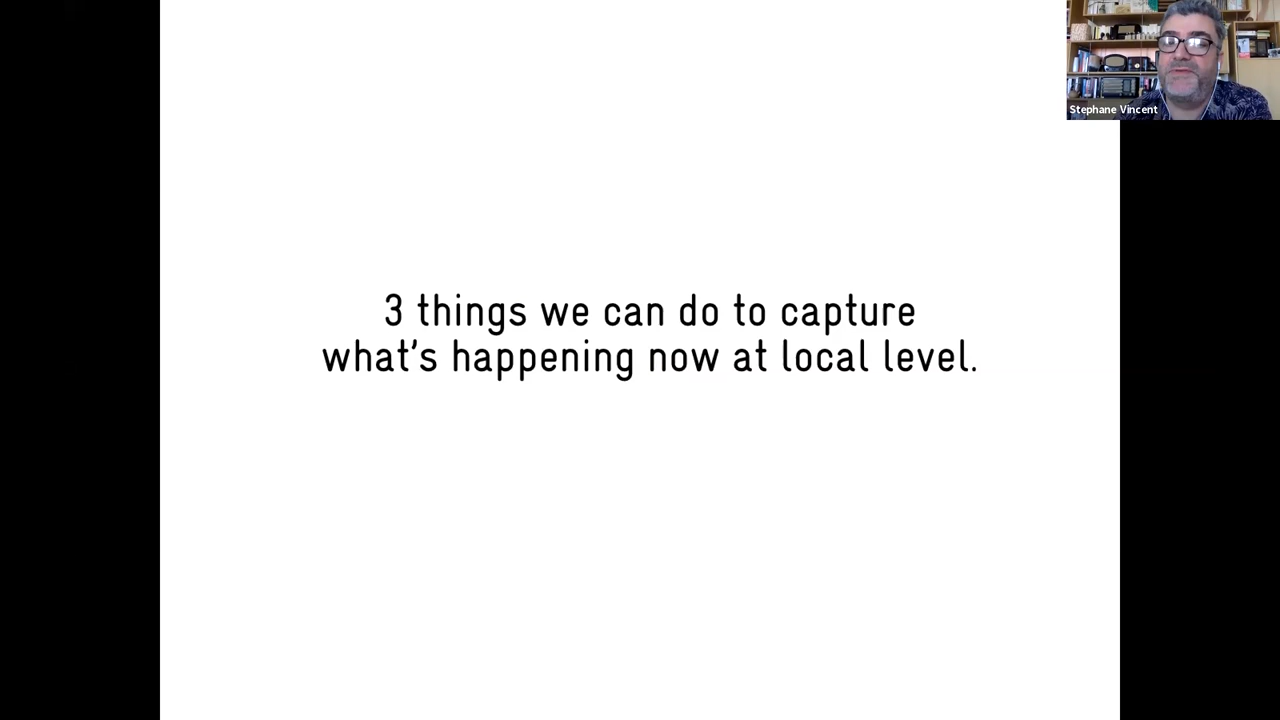 Stephane Vincent
3 things we can do to capture
what's happening now at local level.